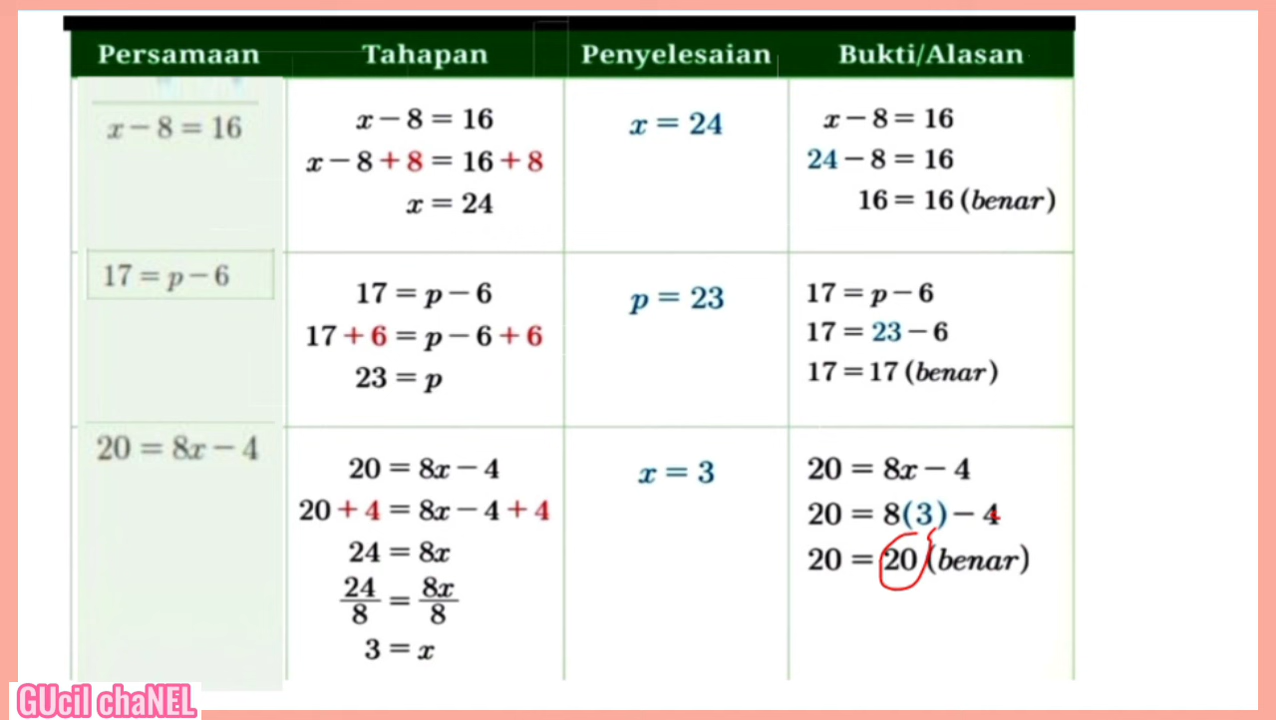 Persamaan Tahapan Penyelesaian Bukti/Alasan
x − 8 = 16
x − 8 = 16
x − 8 + 8 = 16 + 8
x = 24
x = 24
x − 8 = 16
24 − 8 = 16
16 = 16 (benar)
17 = p − 6
17 = p − 6
17 + 6 = p − 6 + 6
23 = p
p = 23
17 = p − 6
17 = 23 − 6
17 = 17 (benar)
20 = 8x − 4
20 = 8x − 4
20 + 4 = 8x − 4 + 4
24 = 8x
24/8 = 8x/8
3 = x
x = 3
20 = 8x − 4
20 = 8(3) − 4
20 = 20 (benar)
GUcil chaNEL